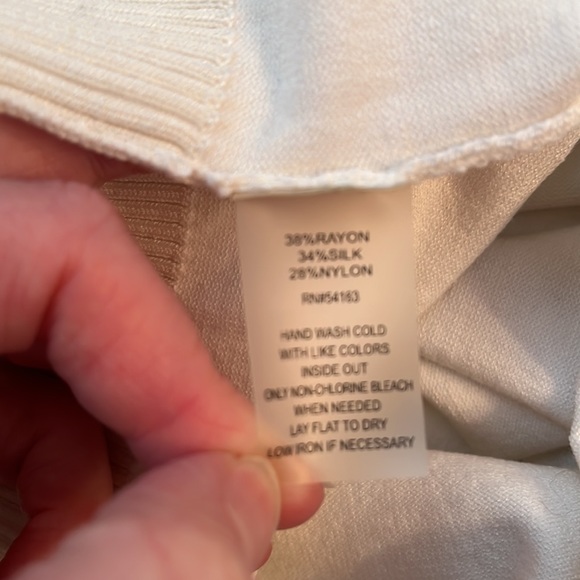 38%RAYON
34%SILK
28%NYLON
RN#54163
HAND WASH COLD
WITH LIKE COLORS
INSIDE OUT
ONLY NON-CHLORINE BLEACH
WHEN NEEDED
LAY FLAT TO DRY
LOW IRON IF NECESSARY